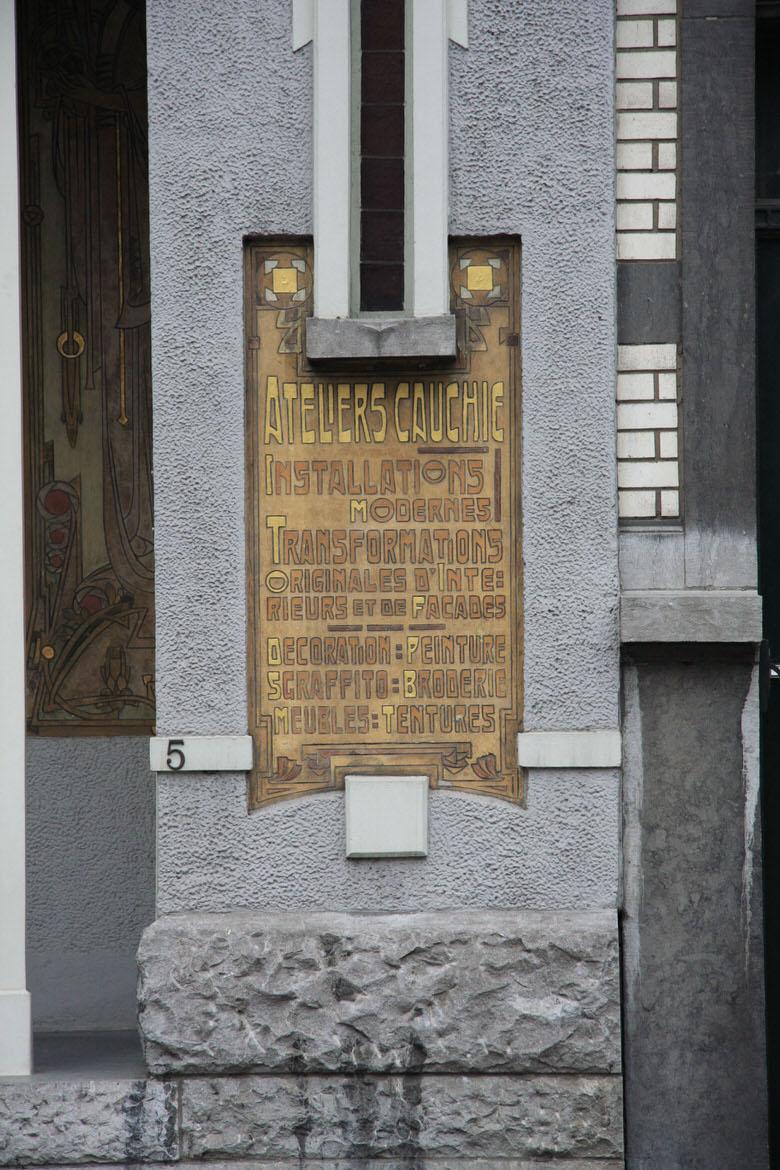 ATELIERS CAUCHIE
INSTALLATIONS
MODERNES
TRANSFORMATIONS
ORIGINALES D'INTE:
RIEURS ET DE FACADES
DECORATION : PEINTURE
SGRAFFITO : BRODERIE
MEUBLES : TENTURES
5